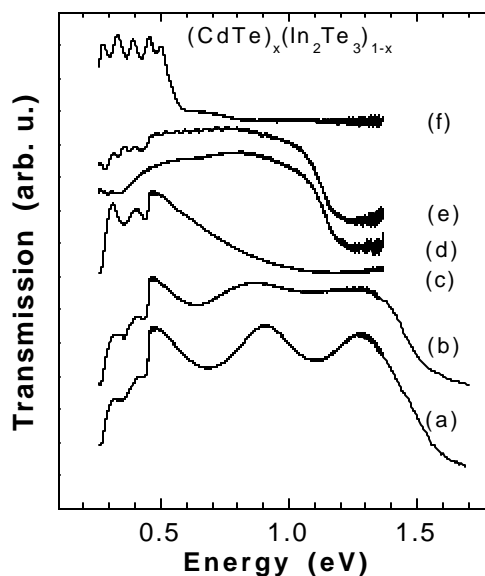 (CdTe)x(In2Te3)1-x
Transmission (arb. u.)
(f)
(e)
(d)
(c)
(b)
(a)
0.5 1.0 1.5
Energy (eV)